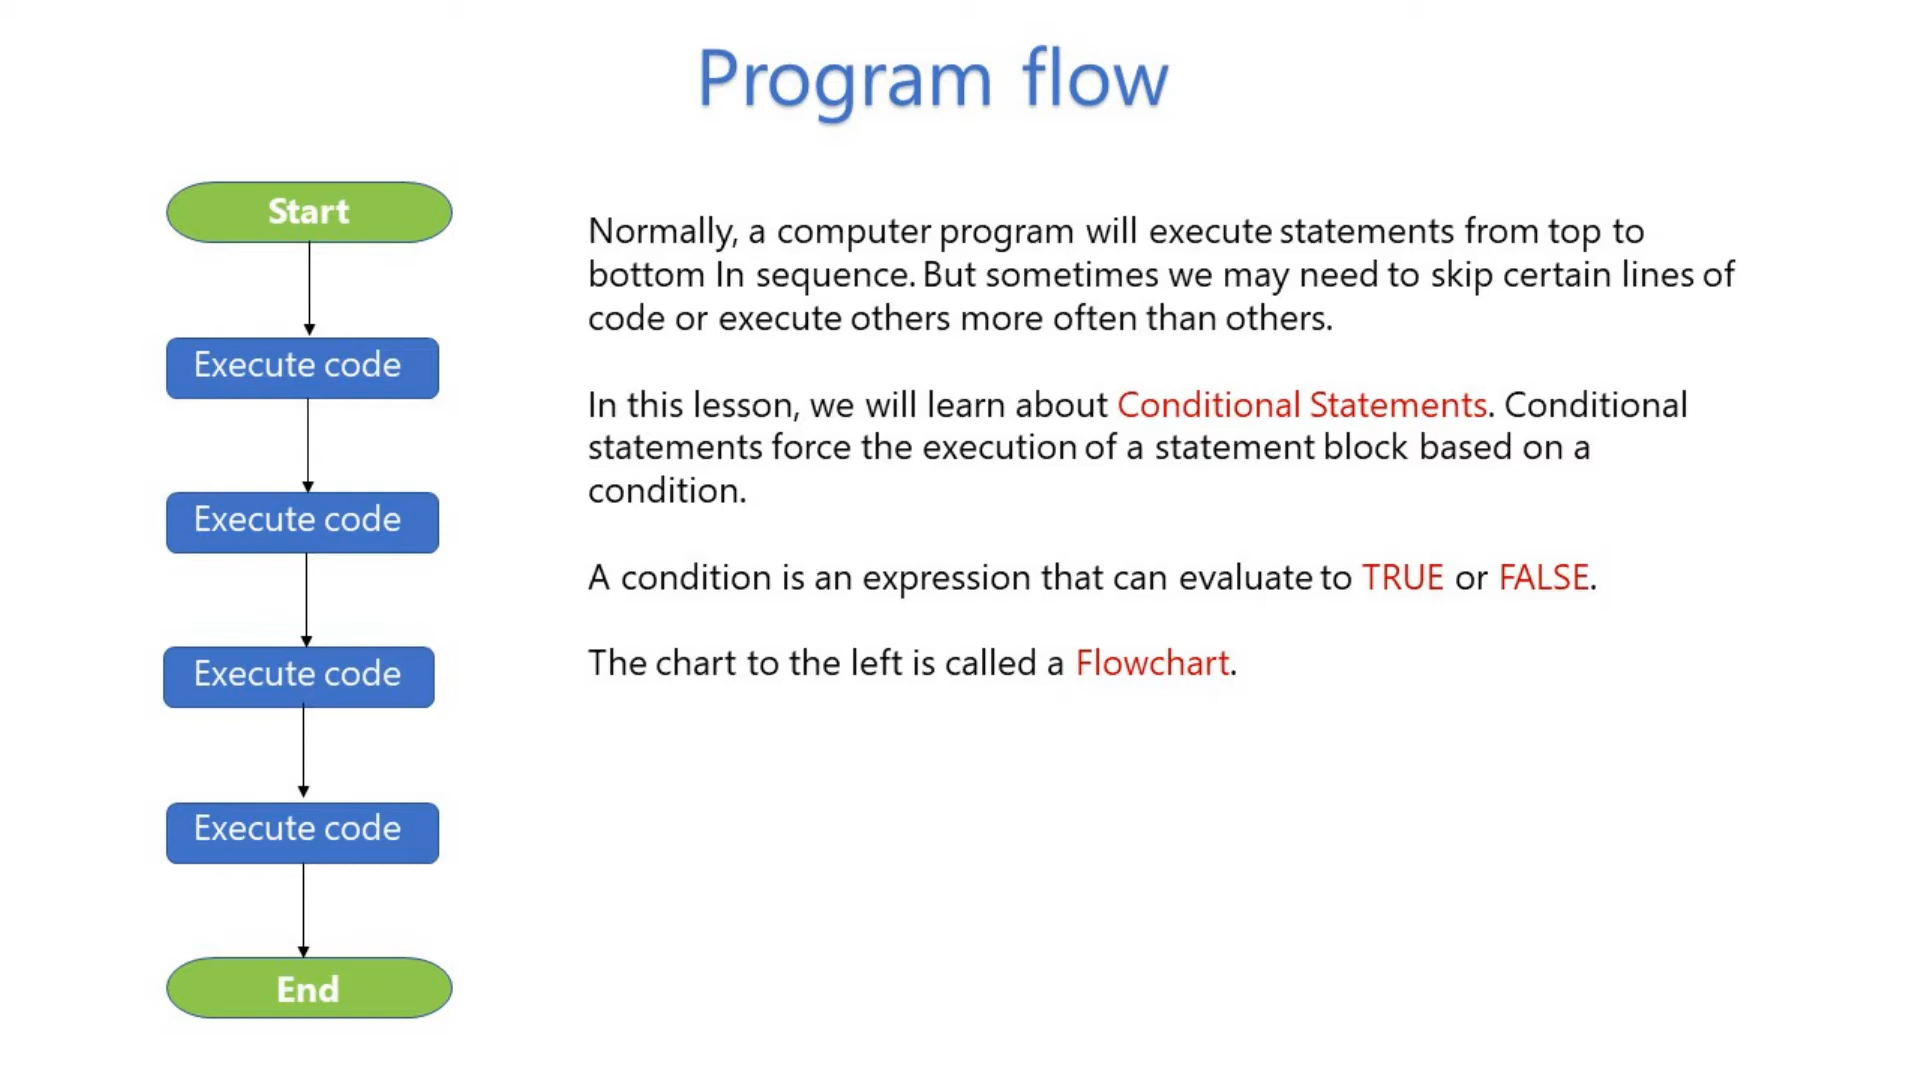 Program flow
Start
Execute code
Execute code
Execute code
Execute code
End
Normally, a computer program will execute statements from top to
bottom In sequence. But sometimes we may need to skip certain lines of
code or execute others more often than others.
In this lesson, we will learn about Conditional Statements. Conditional
statements force the execution of a statement block based on a
condition.
A condition is an expression that can evaluate to TRUE or FALSE.
The chart to the left is called a Flowchart.